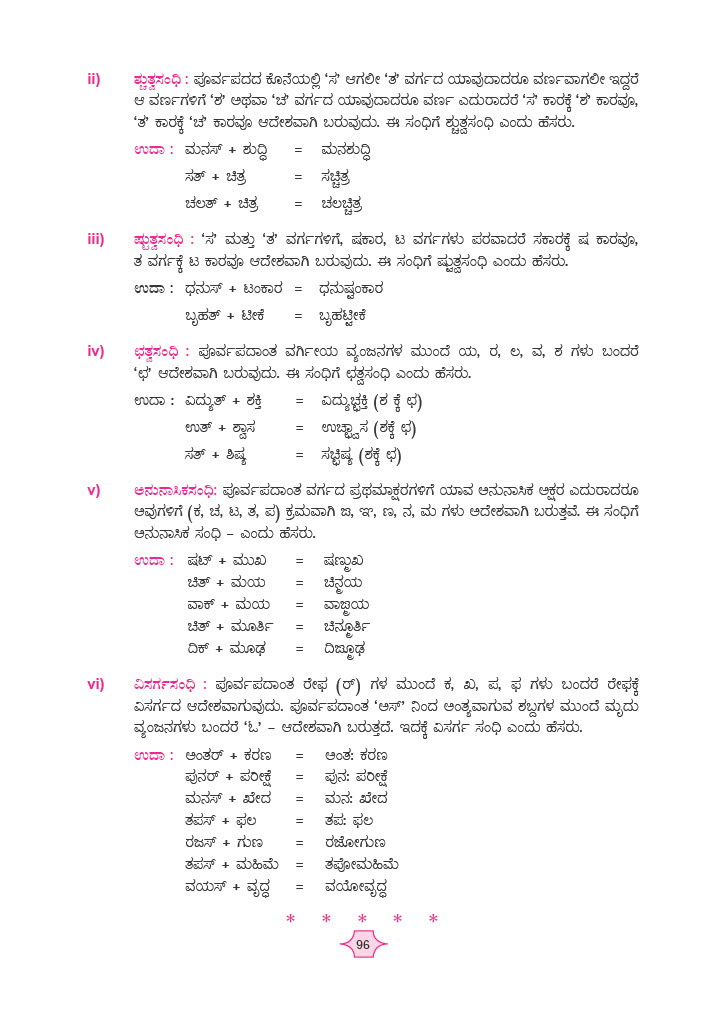 ii) ಶ್ಚುತ್ವಸಂಧಿ : ಪೂರ್ವಪದದ ಕೊನೆಯಲ್ಲಿ ‘ಸ’ ಆಗಲೀ ‘ತ’ ವರ್ಗದ ಯಾವುದಾದರೂ ವರ್ಣವಾಗಲೀ ಇದ್ದರೆ
ಆ ವರ್ಣಗಳಿಗೆ ‘ಶ’ ಅಥವಾ ‘ಚ’ ವರ್ಗದ ಯಾವುದಾದರೂ ವರ್ಣ ಎದುರಾದರೆ ‘ಸ’ ಕಾರಕ್ಕೆ ‘ಶ’ ಕಾರವೂ,
‘ತ’ ಕಾರಕ್ಕೆ ‘ಚ’ ಕಾರವೂ ಆದೇಶವಾಗಿ ಬರುವುದು. ಈ ಸಂಧಿಗೆ ಶ್ಚುತ್ವಸಂಧಿ ಎಂದು ಹೆಸರು.
ಉದಾ : ಮನಸ್ + ಶುದ್ಧಿ = ಮನಶುದ್ಧಿ
ಸತ್ + ಚಿತ್ರ = ಸಚ್ಚಿತ್ರ
ಚಲತ್ + ಚಿತ್ರ = ಚಲಚ್ಚಿತ್ರ
iii) ಷ್ಟುತ್ವಸಂಧಿ : ‘ಸ’ ಮತ್ತು ‘ತ’ ವರ್ಗಗಳಿಗೆ, ಷಕಾರ, ಟ ವರ್ಗಗಳು ಪರವಾದರೆ ಸಕಾರಕ್ಕೆ ಷ ಕಾರವೂ,
ತ ವರ್ಗಕ್ಕೆ ಟ ಕಾರವೂ ಆದೇಶವಾಗಿ ಬರುವುದು. ಈ ಸಂಧಿಗೆ ಷ್ಟುತ್ವಸಂಧಿ ಎಂದು ಹೆಸರು.
ಉದಾ : ಧನುಸ್ + ಟಂಕಾರ = ಧನುಷ್ಟಂಕಾರ
ಬೃಹತ್ + ಟೀಕೆ = ಬೃಹಟ್ಟೀಕೆ
iv) ಛತ್ವಸಂಧಿ : ಪೂರ್ವಪದಾಂತ ವರ್ಗೀಯ ವ್ಯಂಜನಗಳ ಮುಂದೆ ಯ, ರ, ಲ, ವ, ಶ ಗಳು ಬಂದರೆ
‘ಛ’ ಆದೇಶವಾಗಿ ಬರುವುದು. ಈ ಸಂಧಿಗೆ ಛತ್ವಸಂಧಿ ಎಂದು ಹೆಸರು.
ಉದಾ : ವಿದ್ಯುತ್ + ಶಕ್ತಿ = ವಿದ್ಯುಚ್ಛಕ್ತಿ (ಶ ಕ್ಕೆ ಛ)
ಉತ್ + ಶ್ವಾಸ = ಉಚ್ಛ್ವಾಸ (ಶಕ್ಕೆ ಛ)
ಸತ್ + ಶಿಷ್ಯ = ಸಚ್ಛಿಷ್ಯ (ಶಕ್ಕೆ ಛ)
v) ಅನುನಾಸಿಕಸಂಧಿ: ಪೂರ್ವಪದಾಂತ ವರ್ಗದ ಪ್ರಥಮಾಕ್ಷರಗಳಿಗೆ ಯಾವ ಅನುನಾಸಿಕ ಅಕ್ಷರ ಎದುರಾದರೂ
ಅವುಗಳಿಗೆ (ಕ, ಚ, ಟ, ತ, ಪ) ಕ್ರಮವಾಗಿ ಙ, ಞ, ಣ, ನ, ಮ ಗಳು ಆದೇಶವಾಗಿ ಬರುತ್ತವೆ. ಈ ಸಂಧಿಗೆ
ಅನುನಾಸಿಕ ಸಂಧಿ – ಎಂದು ಹೆಸರು.
ಉದಾ : ಷಟ್ + ಮುಖ = ಷಣ್ಮುಖ
ಚಿತ್ + ಮಯ = ಚಿನ್ಮಯ
ವಾಕ್ + ಮಯ = ವಾಙ್ಮಯ
ಚಿತ್ + ಮೂರ್ತಿ = ಚಿನ್ಮೂರ್ತಿ
ದಿಕ್ + ಮೂಢ = ದಿಙ್ಮೂಢ
vi) ವಿಸರ್ಗಸಂಧಿ : ಪೂರ್ವಪದಾಂತ ರೇಫ (ರ್) ಗಳ ಮುಂದೆ ಕ, ಖ, ಪ, ಫ ಗಳು ಬಂದರೆ ರೇಫಕ್ಕೆ
ವಿಸರ್ಗದ ಆದೇಶವಾಗುವುದು. ಪೂರ್ವಪದಾಂತ ‘ಅಸ್’ ನಿಂದ ಅಂತ್ಯವಾಗುವ ಶಬ್ದಗಳ ಮುಂದೆ ಮೃದು
ವ್ಯಂಜನಗಳು ಬಂದರೆ ‘ಓ’ – ಆದೇಶವಾಗಿ ಬರುತ್ತದೆ. ಇದಕ್ಕೆ ವಿಸರ್ಗ ಸಂಧಿ ಎಂದು ಹೆಸರು.
ಉದಾ : ಅಂತರ್ + ಕರಣ = ಅಂತಃ ಕರಣ
ಪುನರ್ + ಪರೀಕ್ಷೆ = ಪುನಃ ಪರೀಕ್ಷೆ
ಮನಸ್ + ಖೇದ = ಮನಃ ಖೇದ
ತಪಸ್ + ಫಲ = ತಪಃ ಫಲ
ರಜಸ್ + ಗುಣ = ರಜೋಗುಣ
ತಪಸ್ + ಮಹಿಮೆ = ತಪೋಮಹಿಮೆ
ವಯಸ್ + ವೃದ್ಧ = ವಯೋವೃದ್ಧ
* * * * *
96